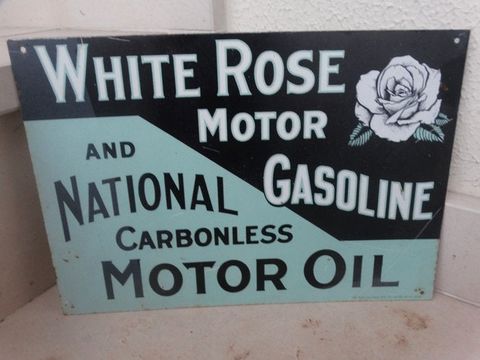 WHITE ROSE
MOTOR
GASOLINE
AND
NATIONAL
CARBONLESS
MOTOR OIL